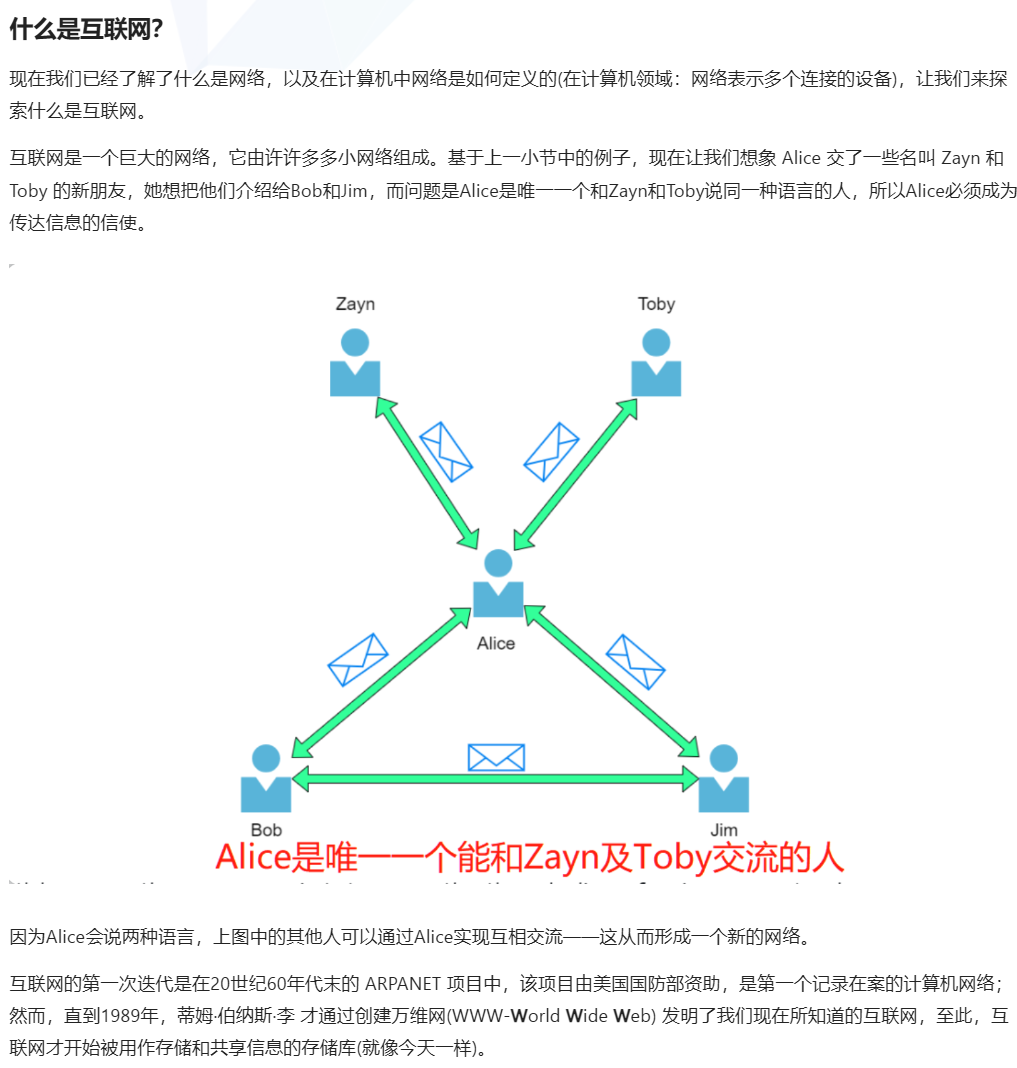 什么是互联网?
现在我们已经了解了什么是网络，以及在计算机中网络是如何定义的(在计算机领域：网络表示多个连接的设备)，让我们来探
索什么是互联网。
互联网是一个巨大的网络，它由许许多多小网络组成。基于上一小节中的例子，现在让我们想象 Alice 交了一些名叫 Zayn 和
Toby 的新朋友，她想把他们介绍给Bob和Jim，而问题是Alice是唯一一个和Zayn和Toby说同一种语言的人，所以Alice必须成为
传达信息的信使。
Zayn
Toby
Alice
Bob
Jim
Alice是唯一一个能和Zayn及Toby交流的人
因为Alice会说两种语言，上图中的其他人可以通过Alice实现互相交流——这从而形成一个新的网络。
互联网的第一次迭代是在20世纪60年代末的 ARPANET 项目中，该项目由美国国防部资助，是第一个记录在案的计算机网络；
然而，直到1989年，蒂姆·伯纳斯·李 才通过创建万维网(WWW-World Wide Web) 发明了我们现在所知道的互联网，至此，互
联网才开始被用作存储和共享信息的存储库(就像今天一样)。